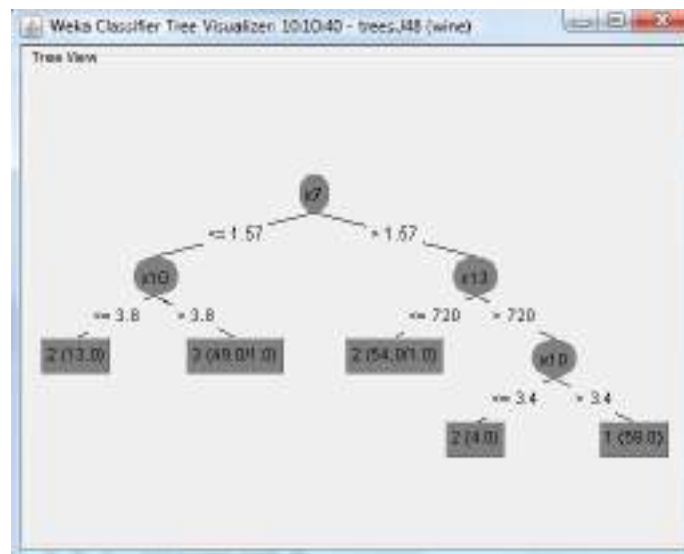 Weka Classifier Tree Visualizer: 10:10:40 - trees.J48 (wine)
Tree View
x7
<= 1.57 > 1.57
x10 x13
<= 3.8 > 3.8 <= 720 > 720
2 (13.0) 3 (49.0/1.0) 2 (54.0/1.0) x10
<= 3.4 > 3.4
2 (4.0) 1 (59.0)